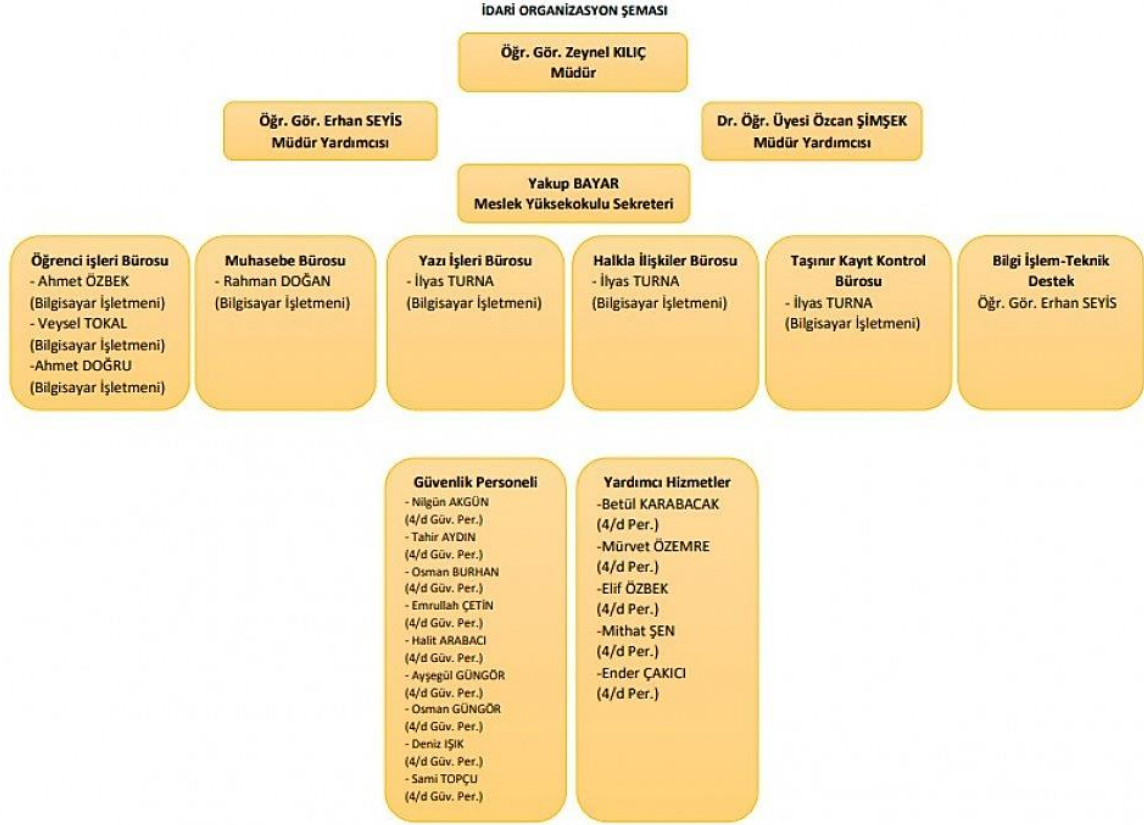 İDARİ ORGANİZASYON ŞEMASI
Öğr. Gör. Zeynel KILIÇ
Müdür
Öğr. Gör. Erhan SEYİS
Müdür Yardımcısı
Dr. Öğr. Üyesi Özcan ŞİMŞEK
Müdür Yardımcısı
Yakup BAYAR
Meslek Yüksekokulu Sekreteri
Öğrenci işleri Bürosu
- Ahmet ÖZBEK
(Bilgisayar İşletmeni)
- Veysel TOKAL
(Bilgisayar İşletmeni)
-Ahmet DOĞRU
(Bilgisayar İşletmeni)
Muhasebe Bürosu
- Rahman DOĞAN
(Bilgisayar İşletmeni)
Yazı İşleri Bürosu
- İlyas TURNA
(Bilgisayar İşletmeni)
Halkla İlişkiler Bürosu
- İlyas TURNA
(Bilgisayar İşletmeni)
Taşınır Kayıt Kontrol
Bürosu
- İlyas TURNA
(Bilgisayar İşletmeni)
Bilgi İşlem-Teknik
Destek
Öğr. Gör. Erhan SEYİS
Güvenlik Personeli
- Nilgün AKGÜN
(4/d Güv. Per.)
- Tahir AYDIN
(4/d Güv. Per.)
- Osman BURHAN
(4/d Güv. Per.)
- Emrullah ÇETİN
(4/d Güv. Per.)
- Halit ARABACI
(4/d Güv. Per.)
- Ayşegül GÜNGÖR
(4/d Güv. Per.)
- Osman GÜNGÖR
(4/d Güv. Per.)
- Deniz IŞIK
(4/d Güv. Per.)
- Sami TOPÇU
(4/d Güv. Per.)
Yardımcı Hizmetler
-Betül KARABACAK
(4/d Per.)
-Mürvet ÖZEMRE
(4/d Per.)
-Elif ÖZBEK
(4/d Per.)
-Mithat ŞEN
(4/d Per.)
-Ender ÇAKICI
(4/d Per.)